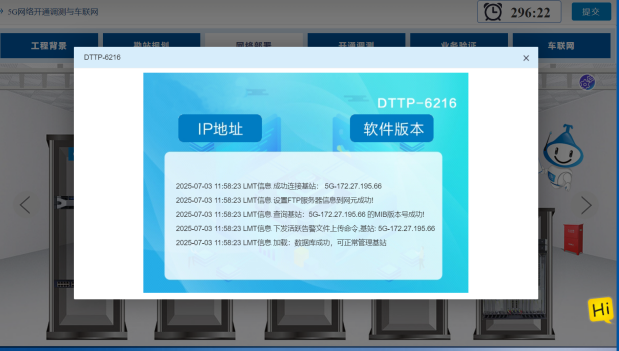 5G网络开通调测与车联网
296:22
提交
工程背景
网络部署
开通调测
业务验证
车联网
DTTP-6216
×
DTTP-6216
IP地址
软件版本
2025-07-03 11:58:23 LMT信息 成功连接基站： 5G-172.27.195.66
2025-07-03 11:58:23 LMT信息 设置FTP服务器信息到网元成功!
2025-07-03 11:58:23 LMT信息 查询基站：5G-172.27.195.66 的MIB版本号成功!
2025-07-03 11:58:23 LMT信息 下发活跃告警文件上传命令,基站: 5G-172.27.195.66
2025-07-03 11:58:23 LMT信息 加载：数据库成功，可正常管理基站
Hi